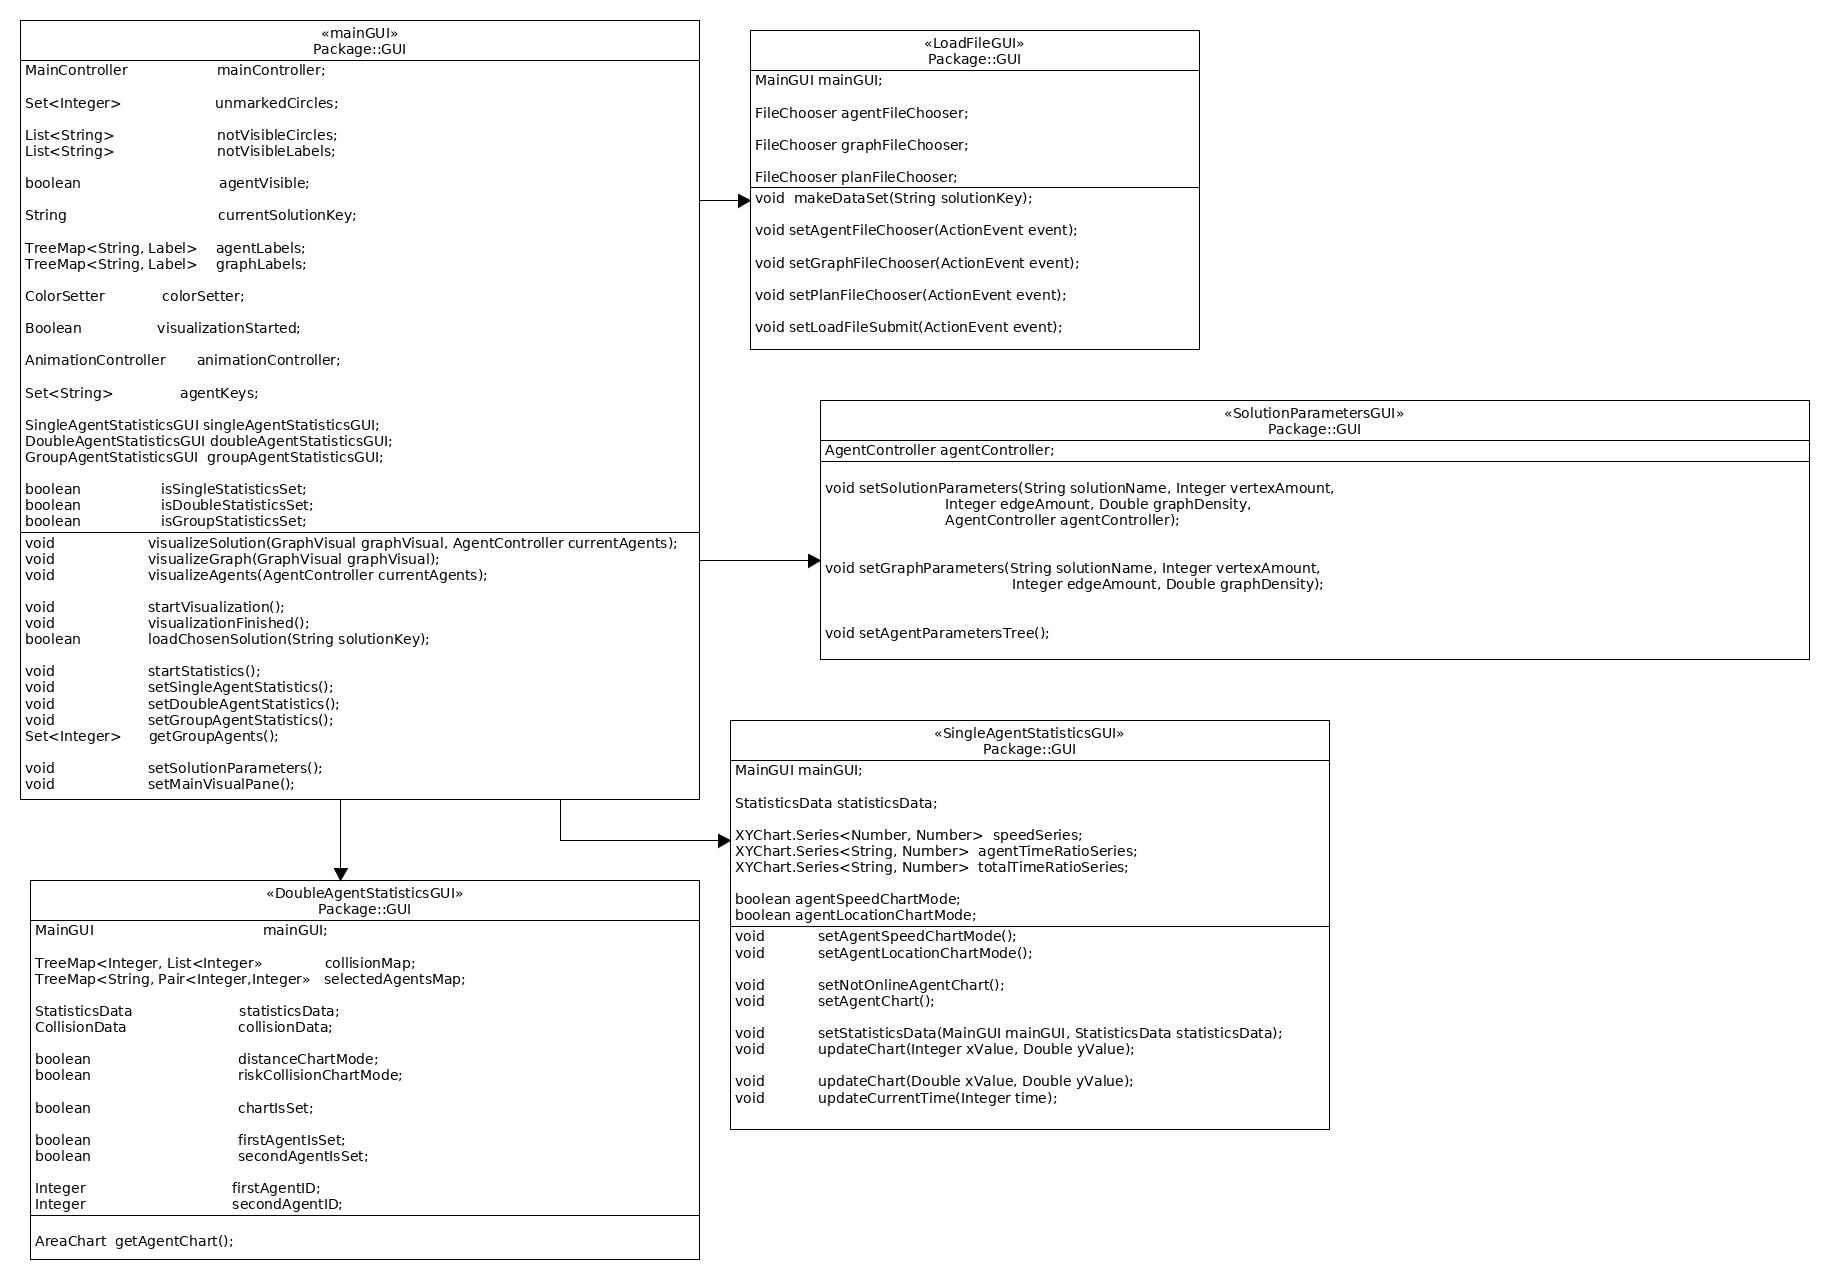 «mainGUI»
Package::GUI
MainController mainController;
Set<Integer> unmarkedCircles;
List<String> notVisibleCircles;
List<String> notVisibleLabels;
boolean agentVisible;
String currentSolutionKey;
TreeMap<String, Label> agentLabels;
TreeMap<String, Label> graphLabels;
ColorSetter colorSetter;
Boolean visualizationStarted;
AnimationController animationController;
Set<String> agentKeys;
SingleAgentStatisticsGUI singleAgentStatisticsGUI;
DoubleAgentStatisticsGUI doubleAgentStatisticsGUI;
GroupAgentStatisticsGUI groupAgentStatisticsGUI;
boolean isSingleStatisticsSet;
boolean isDoubleStatisticsSet;
boolean isGroupStatisticsSet;
void visualizeSolution(GraphVisual graphVisual, AgentController currentAgents);
void visualizeGraph(GraphVisual graphVisual);
void visualizeAgents(AgentController currentAgents);
void startVisualization();
void visualizationFinished();
boolean loadChosenSolution(String solutionKey);
void startStatistics();
void setSingleAgentStatistics();
void setDoubleAgentStatistics();
void setGroupAgentStatistics();
Set<Integer> getGroupAgents();
void setSolutionParameters();
void setMainVisualPane();
«LoadFileGUI»
Package::GUI
MainGUI mainGUI;
FileChooser agentFileChooser;
FileChooser graphFileChooser;
FileChooser planFileChooser;
void makeDataSet(String solutionKey);
void setAgentFileChooser(ActionEvent event);
void setGraphFileChooser(ActionEvent event);
void setPlanFileChooser(ActionEvent event);
void setLoadFileSubmit(ActionEvent event);
«SolutionParametersGUI»
Package::GUI
AgentController agentController;
void setSolutionParameters(String solutionName, Integer vertexAmount,
Integer edgeAmount, Double graphDensity,
AgentController agentController);
void setGraphParameters(String solutionName, Integer vertexAmount,
Integer edgeAmount, Double graphDensity);
void setAgentParametersTree();
«SingleAgentStatisticsGUI»
Package::GUI
MainGUI mainGUI;
StatisticsData statisticsData;
XYChart.Series<Number, Number> speedSeries;
XYChart.Series<String, Number> agentTimeRatioSeries;
XYChart.Series<String, Number> totalTimeRatioSeries;
boolean agentSpeedChartMode;
boolean agentLocationChartMode;
void setAgentSpeedChartMode();
void setAgentLocationChartMode();
void setNotOnlineAgentChart();
void setAgentChart();
void setStatisticsData(MainGUI mainGUI, StatisticsData statisticsData);
void updateChart(Integer xValue, Double yValue);
void updateChart(Double xValue, Double yValue);
void updateCurrentTime(Integer time);
«DoubleAgentStatisticsGUI»
Package::GUI
MainGUI mainGUI;
TreeMap<Integer, List<Integer» collisionMap;
TreeMap<String, Pair<Integer,Integer» selectedAgentsMap;
StatisticsData statisticsData;
CollisionData collisionData;
boolean distanceChartMode;
boolean riskCollisionChartMode;
boolean chartIsSet;
boolean firstAgentIsSet;
boolean secondAgentIsSet;
Integer firstAgentID;
Integer secondAgentID;
AreaChart getAgentChart();